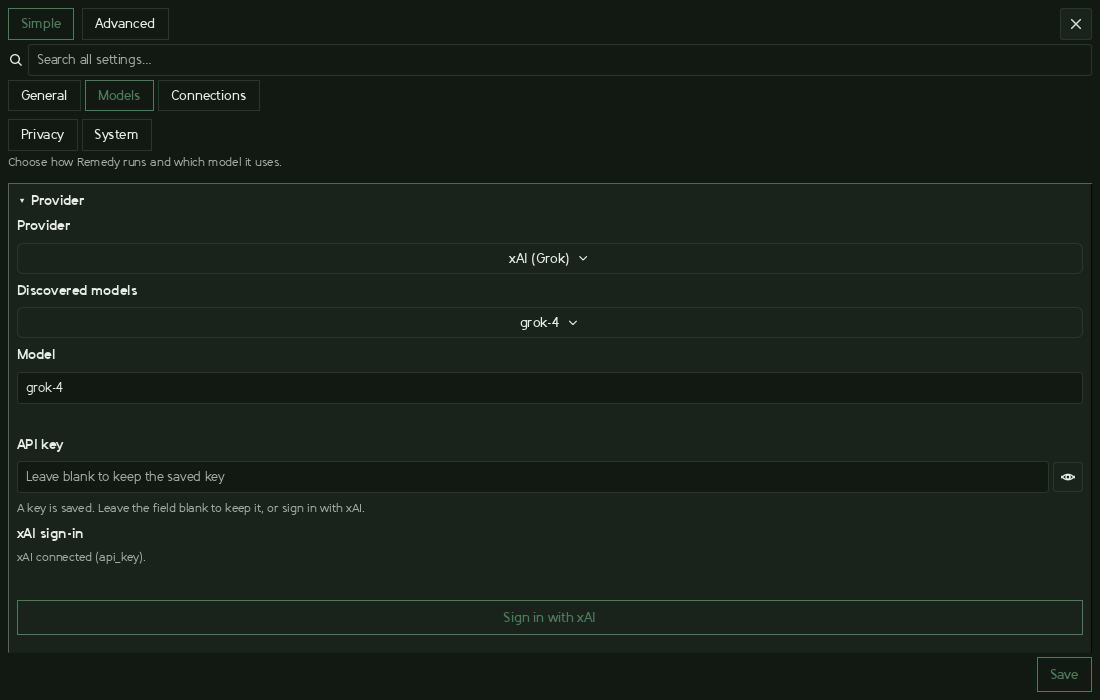 Simple
Advanced
Search all settings...
General
Models
Connections
Privacy
System
Choose how Remedy runs and which model it uses.
Provider
Provider
xAI (Grok)
Discovered models
grok-4
Model
grok-4
API key
Leave blank to keep the saved key
A key is saved. Leave the field blank to keep it, or sign in with xAI.
xAI sign-in
xAI connected (api_key).
Sign in with xAI
Save